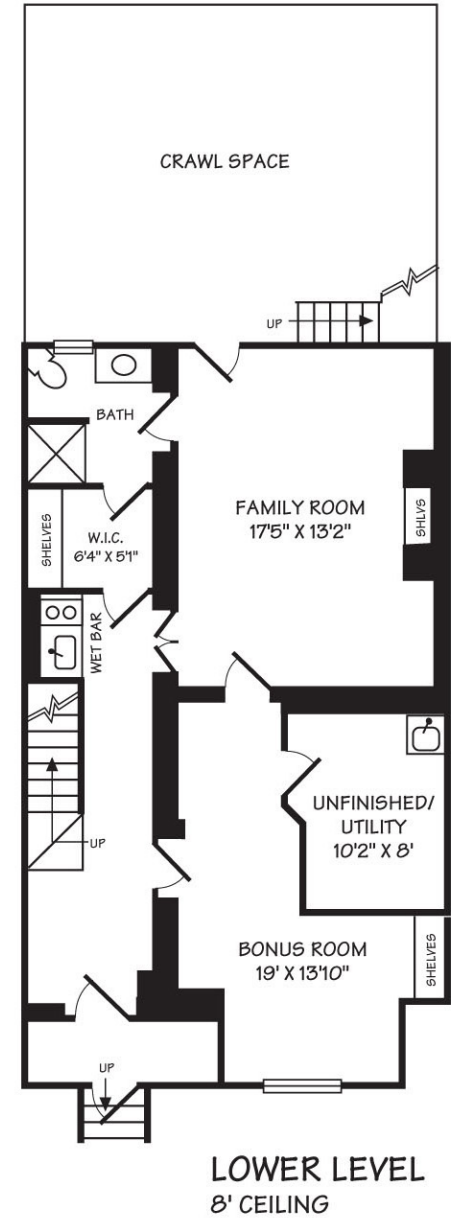 CRAWL SPACE
UP
BATH
SHELVES
W.I.C.
6'4" X 5'1"
FAMILY ROOM
17'5" X 13'2"
SHLVS
WET BAR
UP
UNFINISHED/
UTILITY
10'2" X 8'
BONUS ROOM
19' X 13'10"
SHELVES
UP
LOWER LEVEL
8' CEILING